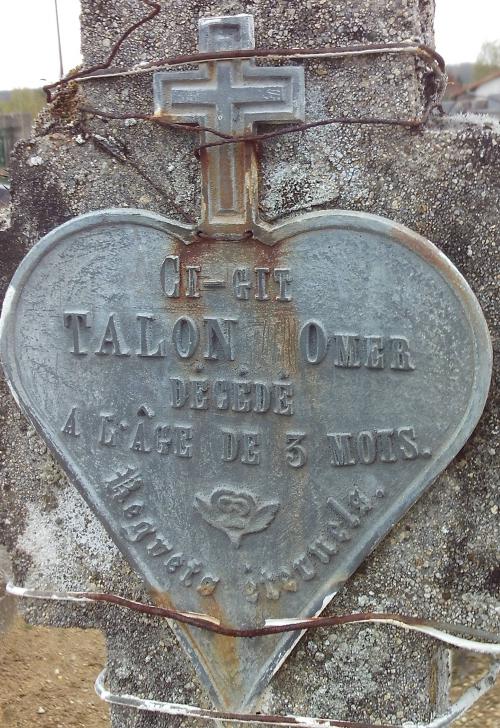 CI-GIT
TALON OMER
DÉCÉDÉ
A L'ÂGE DE 3 MOIS.
Regrets éternels.